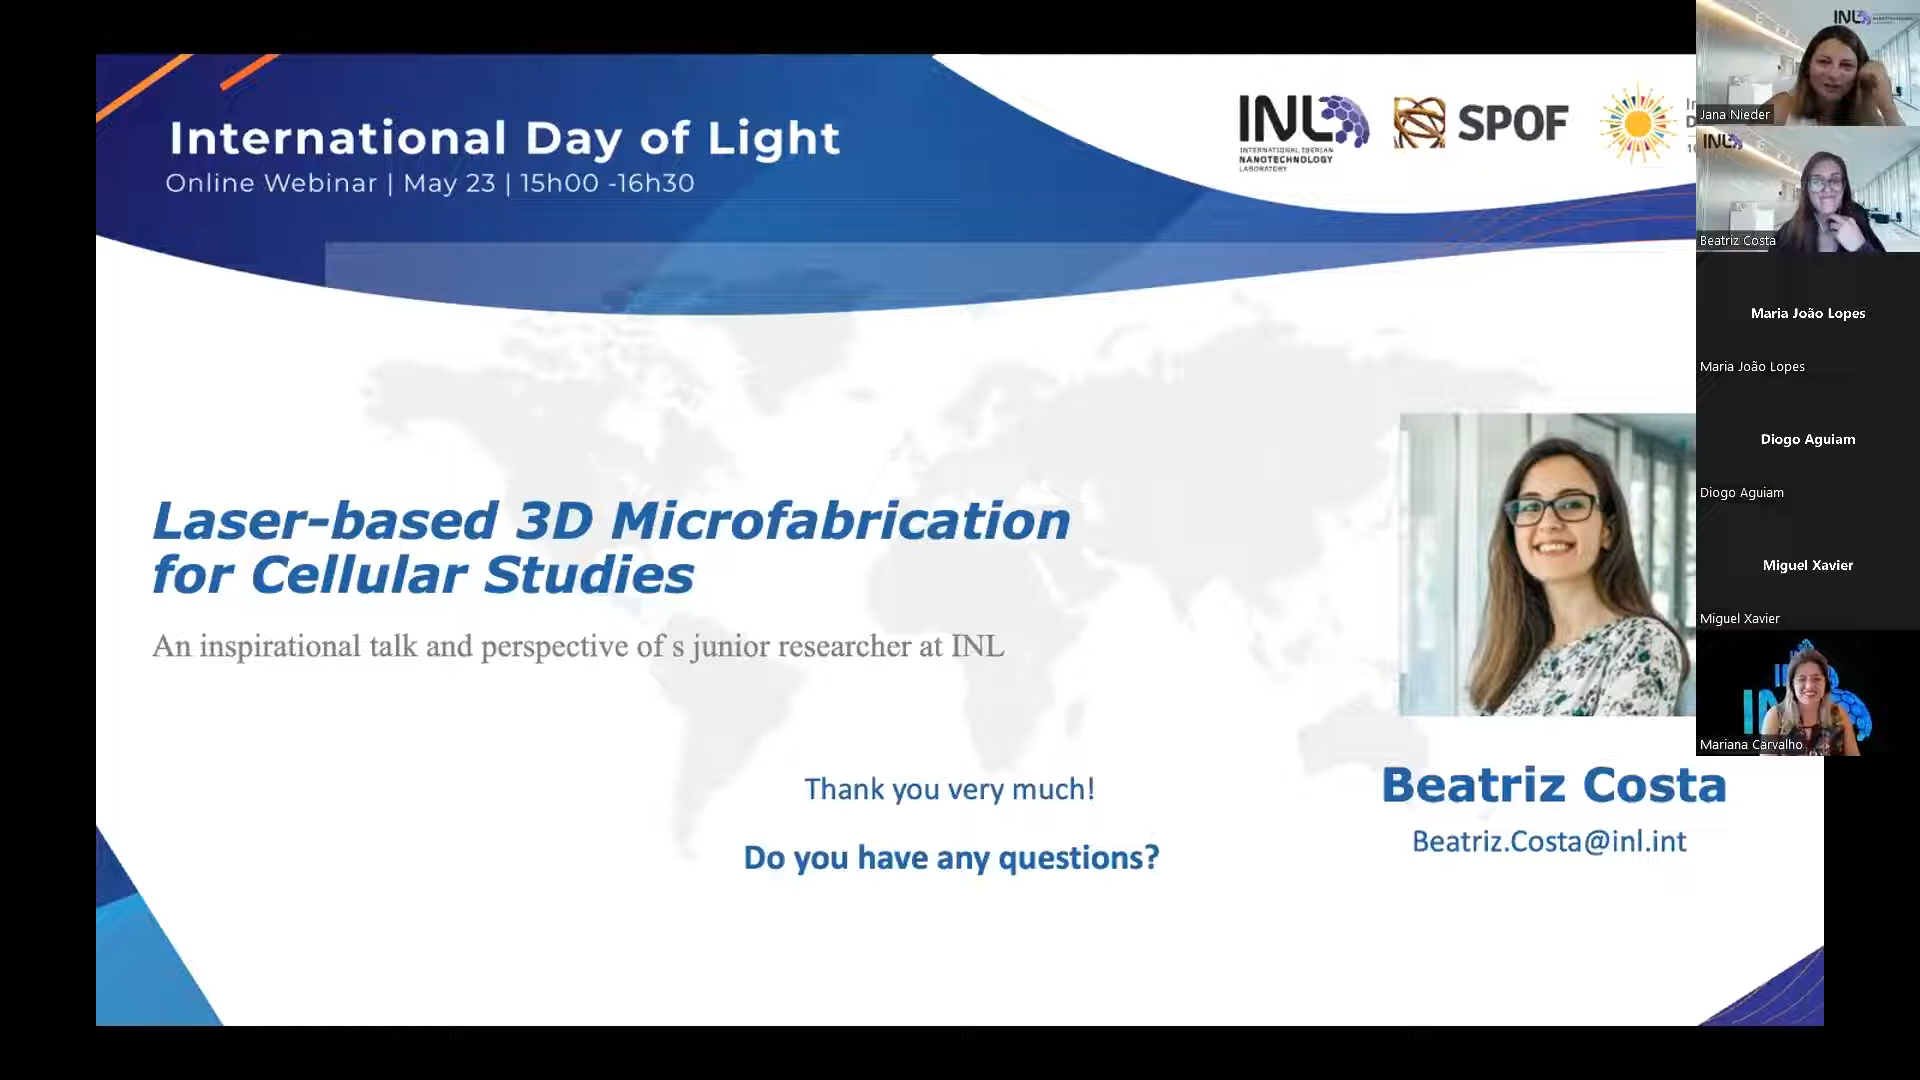 International Day of Light
Online Webinar | May 23 | 15h00 -16h30
INL
INTERNATIONAL IBERIAN
NANOTECHNOLOGY
LABORATORY
SPOF
Laser-based 3D Microfabrication
for Cellular Studies
An inspirational talk and perspective of s junior researcher at INL
Thank you very much!
Do you have any questions?
Beatriz Costa
Beatriz.Costa@inl.int
INL
Jana Nieder
INL
Beatriz Costa
Maria João Lopes
Maria João Lopes
Diogo Aguiam
Diogo Aguiam
Miguel Xavier
Miguel Xavier
Mariana Carvalho